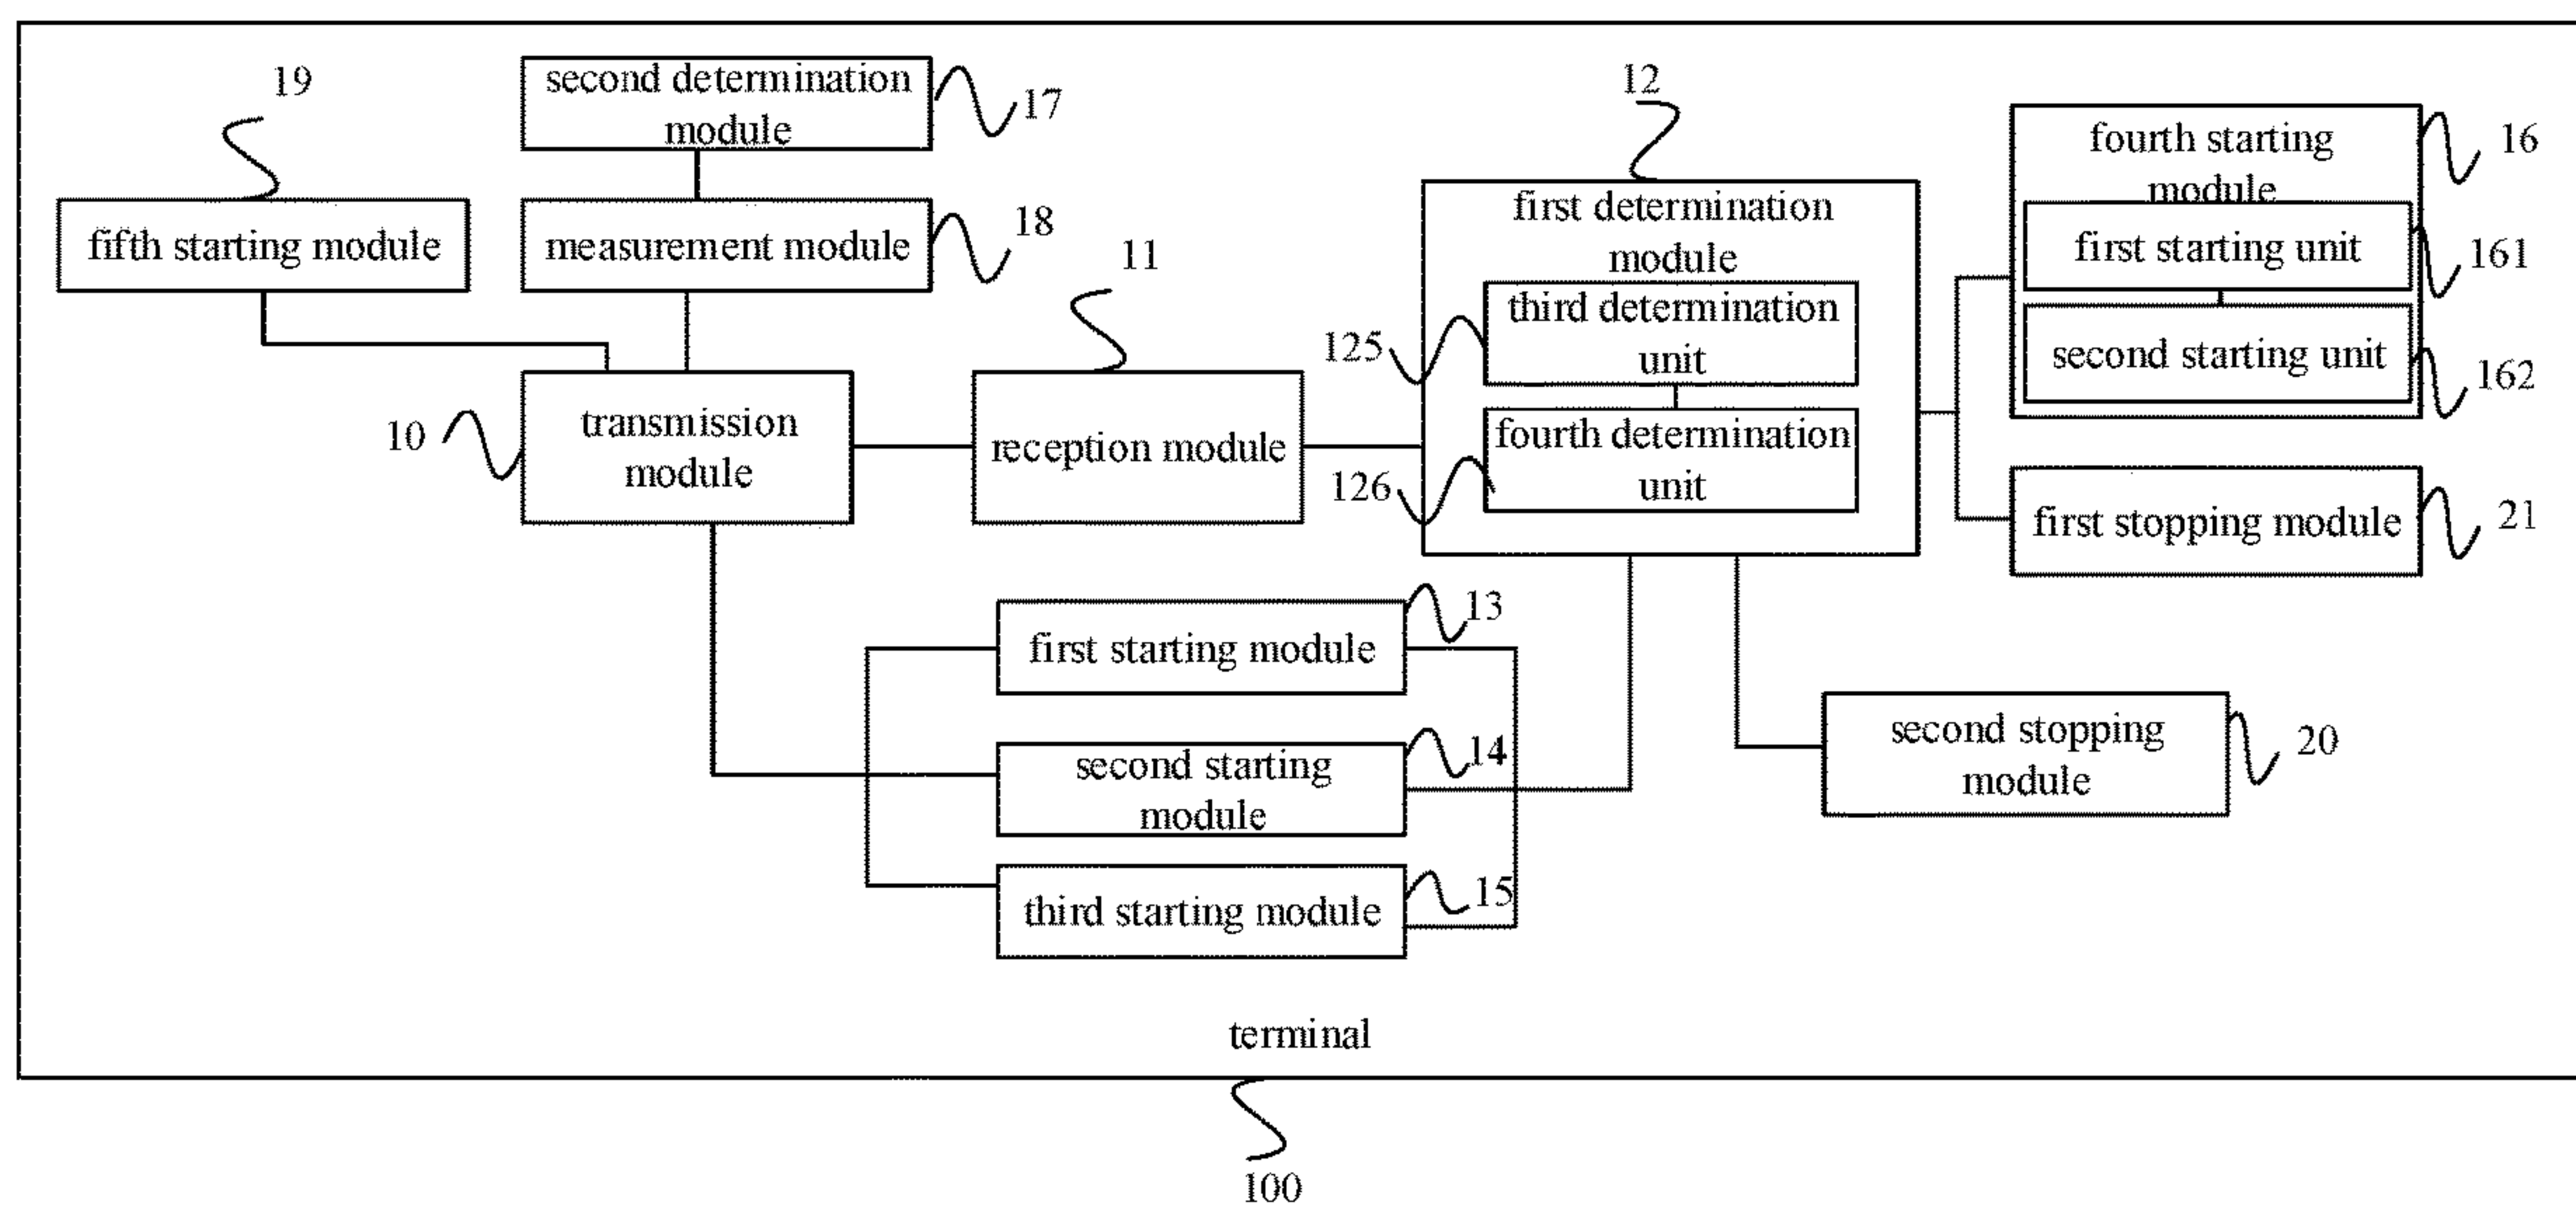 19
second determination
module
17
12
fourth starting
module
16
fifth starting module
measurement module
18
11
first determination
module
first starting unit
161
third determination
unit
125
second starting unit
162
10
transmission
module
reception module
fourth determination
unit
126
first stopping module
21
13
first starting module
second starting
module
14
second stopping
module
20
third starting module
15
terminal
100